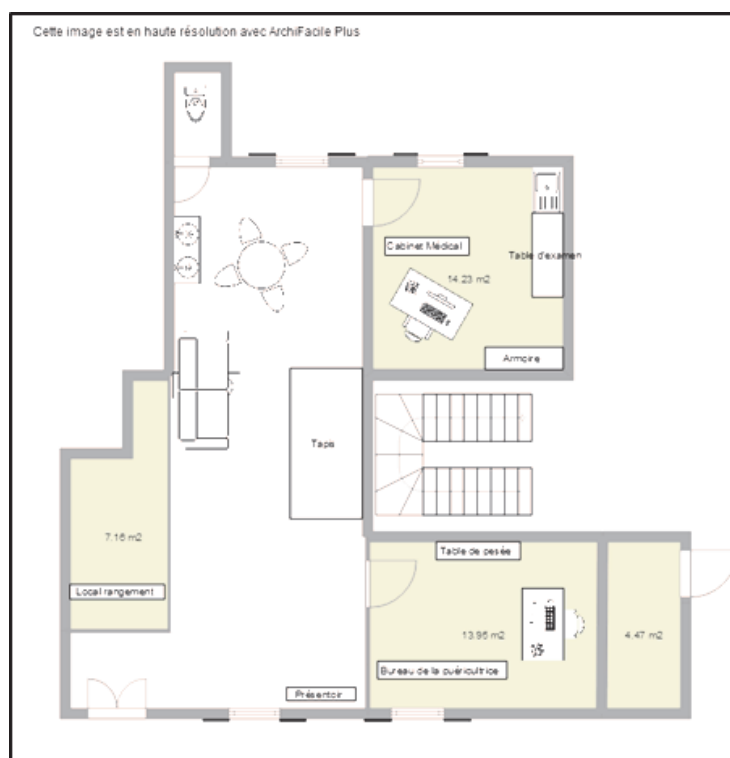 Cette image est en haute résolution avec ArchiFacile Plus
Cabinet Médical
Table d'examen
14.23 m2
Armoire
Tapis
7.16 m2
Local rangement
Table de pesée
13.95 m2
4.47 m2
Bureau de la puéricultrice
Présentoir